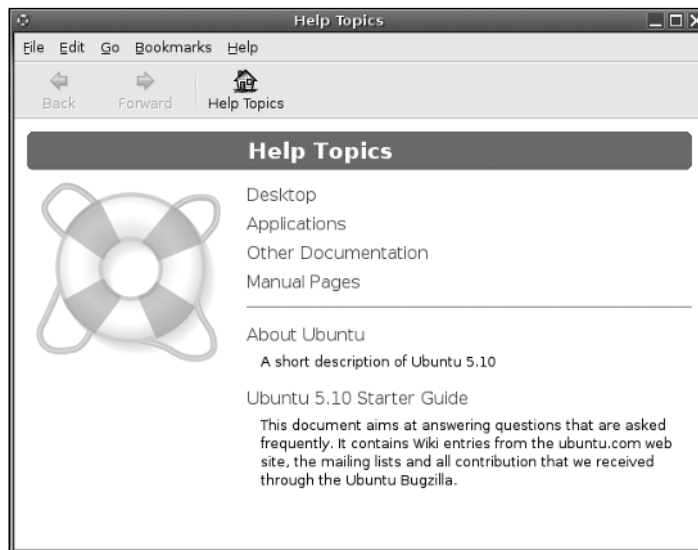 Help Topics
File Edit Go Bookmarks Help
Back Forward Help Topics
Help Topics
Desktop
Applications
Other Documentation
Manual Pages
About Ubuntu
A short description of Ubuntu 5.10
Ubuntu 5.10 Starter Guide
This document aims at answering questions that are asked
frequently. It contains Wiki entries from the ubuntu.com web
site, the mailing lists and all contribution that we received
through the Ubuntu Bugzilla.